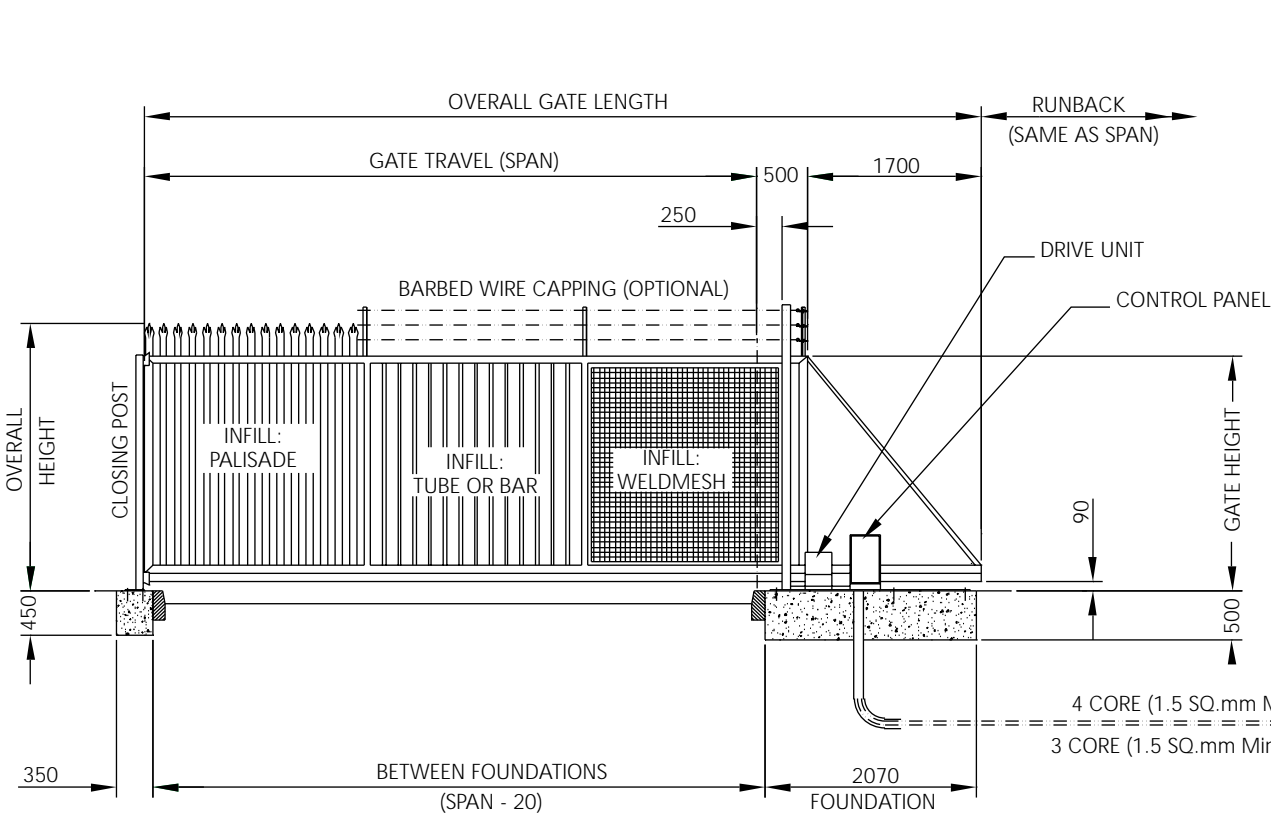 OVERALL GATE LENGTH
RUNBACK
(SAME AS SPAN)
GATE TRAVEL (SPAN)
500
1700
250
DRIVE UNIT
BARBED WIRE CAPPING (OPTIONAL)
CONTROL PANEL
OVERALL
HEIGHT
CLOSING POST
INFILL:
PALISADE
INFILL:
TUBE OR BAR
INFILL:
WELDMESH
GATE HEIGHT
90
450
500
4 CORE (1.5 SQ.mm M
3 CORE (1.5 SQ.mm Min
350
BETWEEN FOUNDATIONS
(SPAN - 20)
2070
FOUNDATION